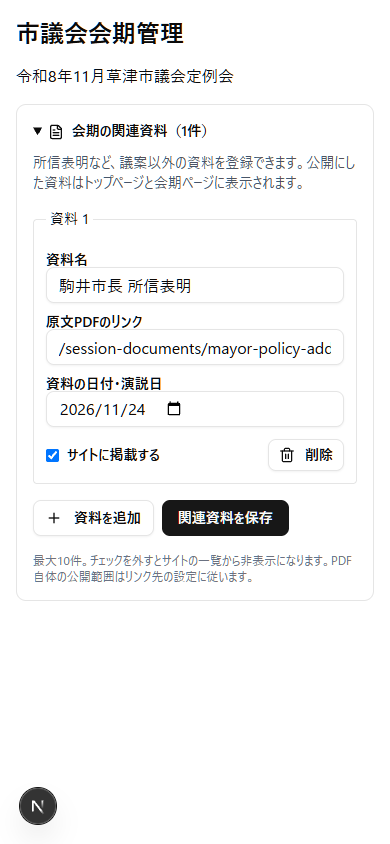 市議会会期管理
令和8年11月草津市議会定例会
▼ 会期の関連資料（1件）
所信表明など、議案以外の資料を登録できます。公開にし
た資料はトップページと会期ページに表示されます。
資料 1
資料名
駒井市長 所信表明
原文PDFのリンク
/session-documents/mayor-policy-adc
資料の日付・演説日
2026/11/24
サイトに掲載する
削除
資料を追加
関連資料を保存
最大10件。チェックを外すとサイトの一覧から非表示になります。PDF
自体の公開範囲はリンク先の設定に従います。
N